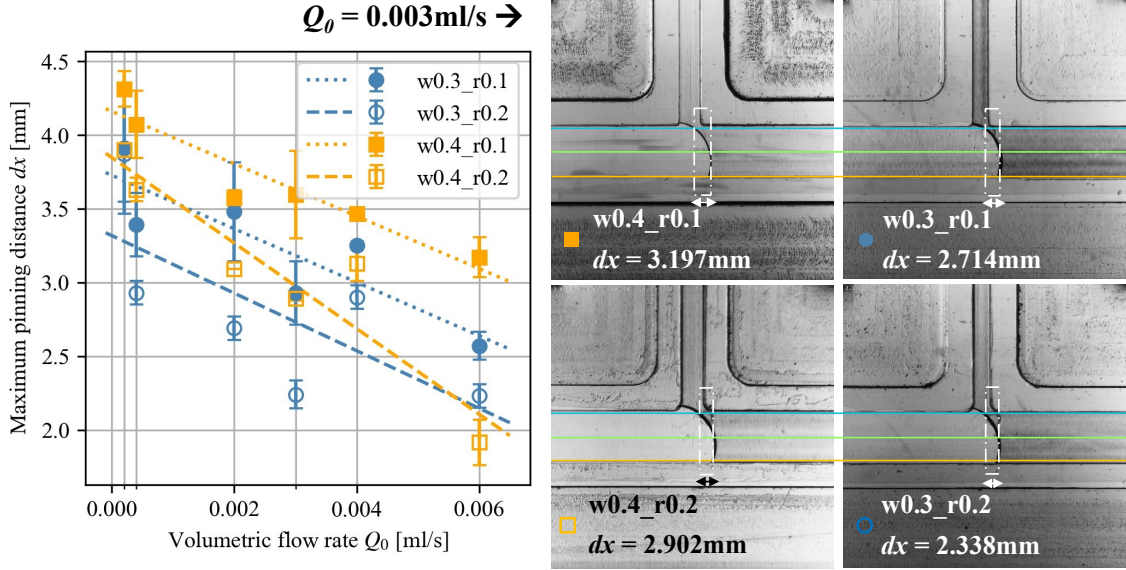 Q₀ = 0.003ml/s →
4.5
4.0
3.5
3.0
2.5
2.0
Maximum pinning distance dx [mm]
w0.3_r0.1
w0.3_r0.2
w0.4_r0.1
w0.4_r0.2
0.000
0.002
0.004
0.006
Volumetric flow rate Q₀ [ml/s]
w0.4_r0.1
dx = 3.197mm
w0.3_r0.1
dx = 2.714mm
w0.4_r0.2
dx = 2.902mm
w0.3_r0.2
dx = 2.338mm